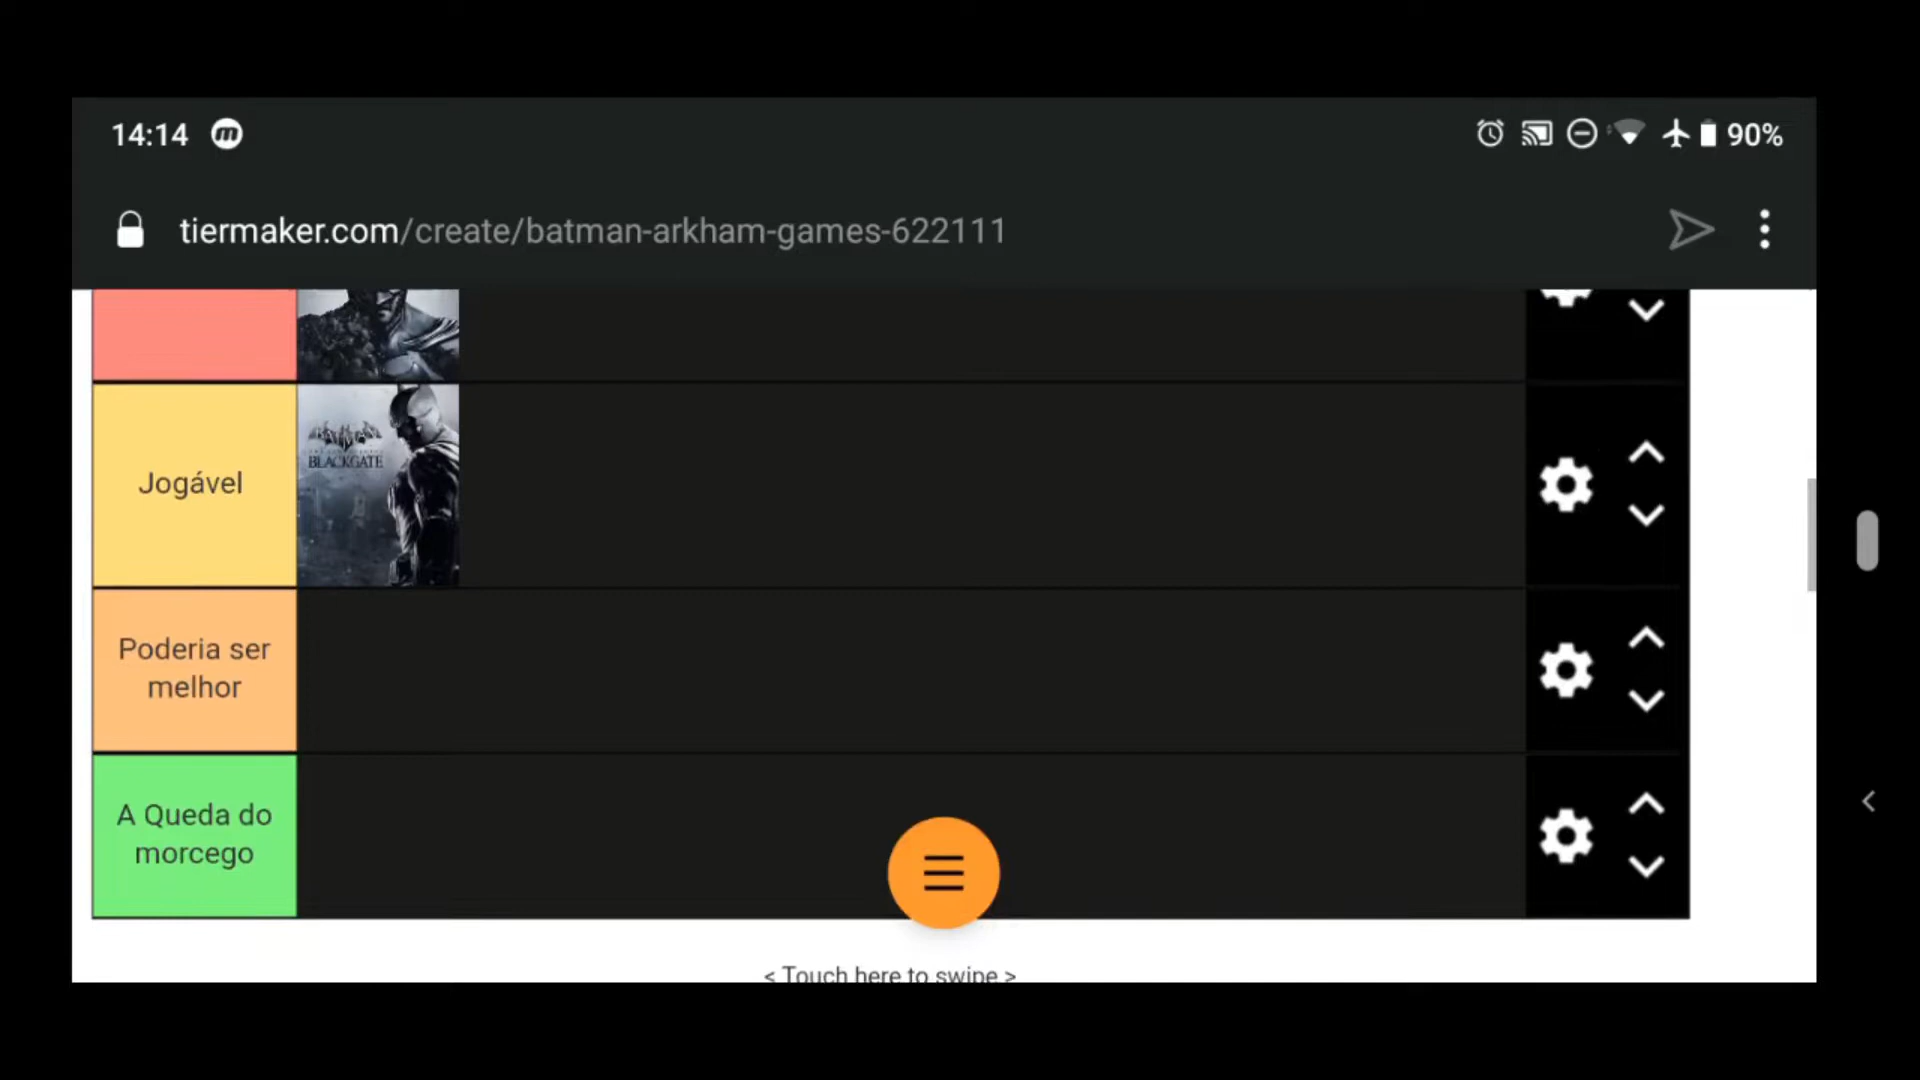 14:14
90%
tiermaker.com/create/batman-arkham-games-622111
Jogável
BATMAN
BLACKGATE
Poderia ser
melhor
A Queda do
morcego
< Touch here to swipe >